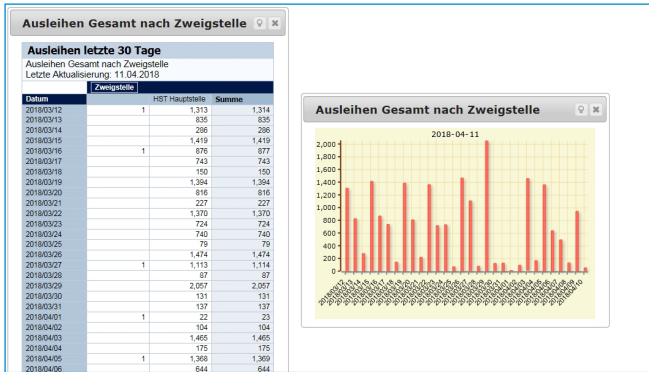 Ausleihen Gesamt nach Zweigstelle
Ausleihen letzte 30 Tage
Ausleihen Gesamt nach Zweigstelle
Letzte Aktualisierung: 11.04.2018
Zweigstelle
Datum HST Hauptstelle Summe
2018/03/12 1 1,313 1,314
2018/03/13 835 835
2018/03/14 286 286
2018/03/15 1,419 1,419
2018/03/16 1 876 877
2018/03/17 743 743
2018/03/18 150 150
2018/03/19 1,394 1,394
2018/03/20 816 816
2018/03/21 227 227
2018/03/22 1,370 1,370
2018/03/23 724 724
2018/03/24 740 740
2018/03/25 79 79
2018/03/26 1,474 1,474
2018/03/27 1 1,113 1,114
2018/03/28 87 87
2018/03/29 2,057 2,057
2018/03/30 131 131
2018/03/31 137 137
2018/04/01 1 22 23
2018/04/02 104 104
2018/04/03 1,465 1,465
2018/04/04 175 175
2018/04/05 1 1,368 1,369
2018/04/06 644 644
Ausleihen Gesamt nach Zweigstelle
2018-04-11
2,000
1,800
1,600
1,400
1,200
1,000
800
600
400
200
0
2018/04/10